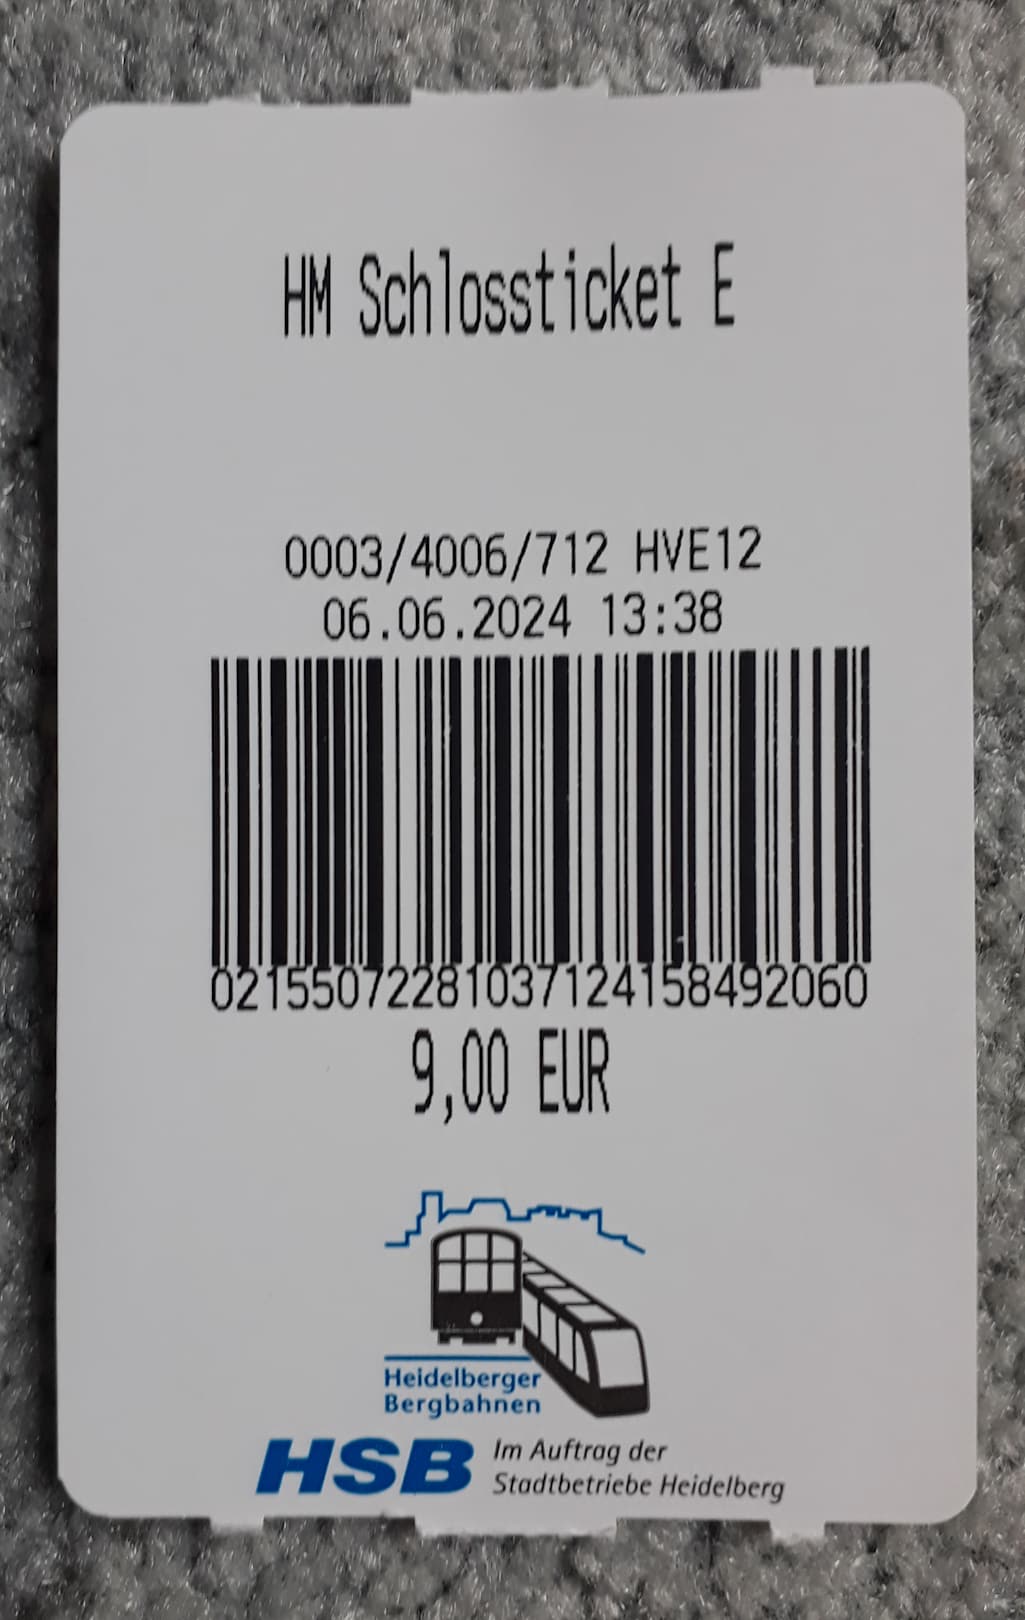 HM Schlossticket E
0003/4006/712 HVE12
06.06.2024 13:38
02155072281037124158492060
9,00 EUR
Heidelberger
Bergbahnen
HSB
Im Auftrag der
Stadtbetriebe Heidelberg